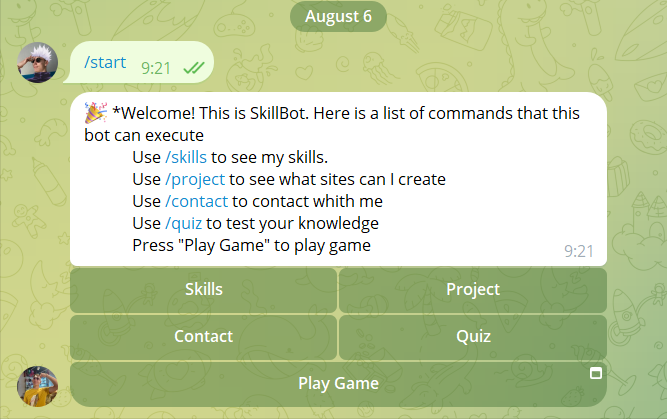 August 6
/start 9:21
🎉 *Welcome! This is SkillBot. Here is a list of commands that this
bot can execute
Use /skills to see my skills.
Use /project to see what sites can I create
Use /contact to contact whith me
Use /quiz to test your knowledge
Press "Play Game" to play game
9:21
Skills
Project
Contact
Quiz
Play Game